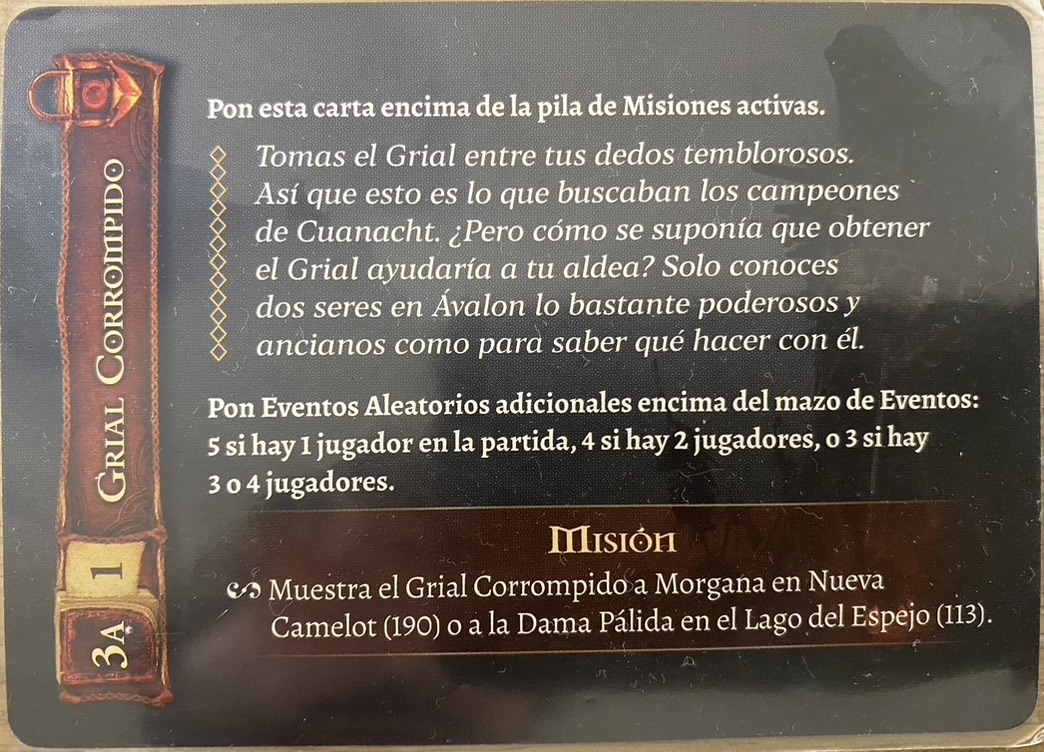 Pon esta carta encima de la pila de Misiones activas.
Tomas el Grial entre tus dedos temblorosos.
Así que esto es lo que buscaban los campeones
de Cuanacht. ¿Pero cómo se suponía que obtener
el Grial ayudaría a tu aldea? Solo conoces
dos seres en Ávalon lo bastante poderosos y
ancianos como para saber qué hacer con él.
Pon Eventos Aleatorios adicionales encima del mazo de Eventos:
5 si hay 1 jugador en la partida, 4 si hay 2 jugadores, o 3 si hay
3 o 4 jugadores.
Misión
Muestra el Grial Corrompido a Morgana en Nueva
Camelot (190) o a la Dama Pálida en el Lago del Espejo (113).
3A
1
Grial Corrompido